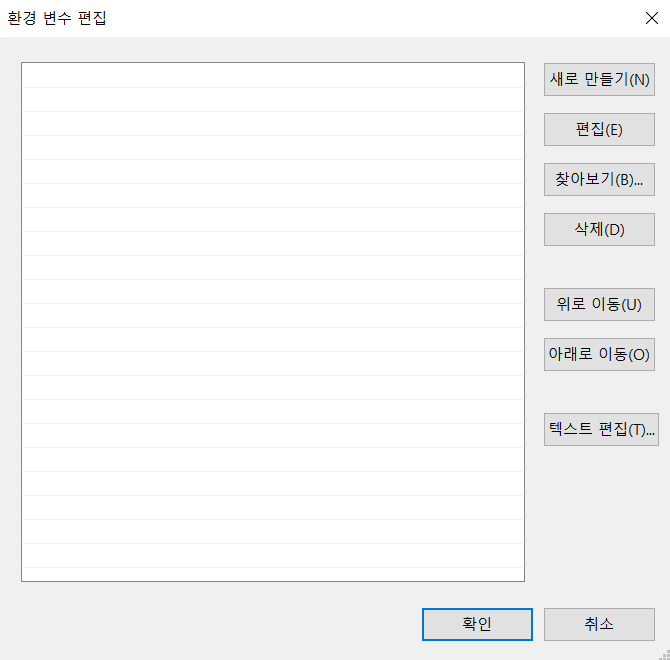 환경 변수 편집
새로 만들기(N)
편집(E)
찾아보기(B)...
삭제(D)
위로 이동(U)
아래로 이동(O)
텍스트 편집(T)...
확인
취소